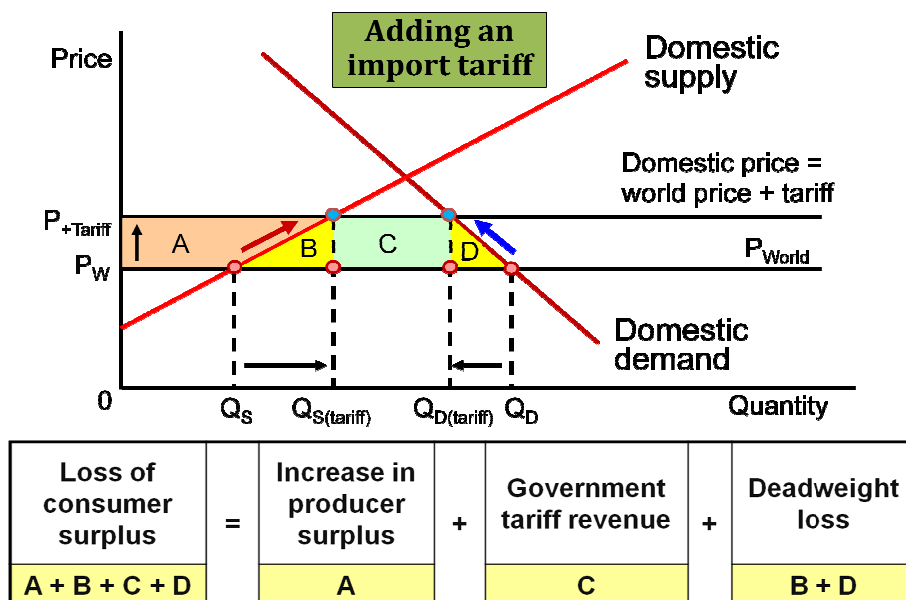 Adding an
import tariff
Price
Domestic
supply
Domestic price =
world price + tariff
P+Tariff
A
B
C
D
PW
PWorld
Domestic
demand
0
QS
QS(tariff)
QD(tariff)
QD
Quantity
Loss of
consumer
surplus
=
Increase in
producer
surplus
+
Government
tariff revenue
+
Deadweight
loss
A + B + C + D
A
C
B + D